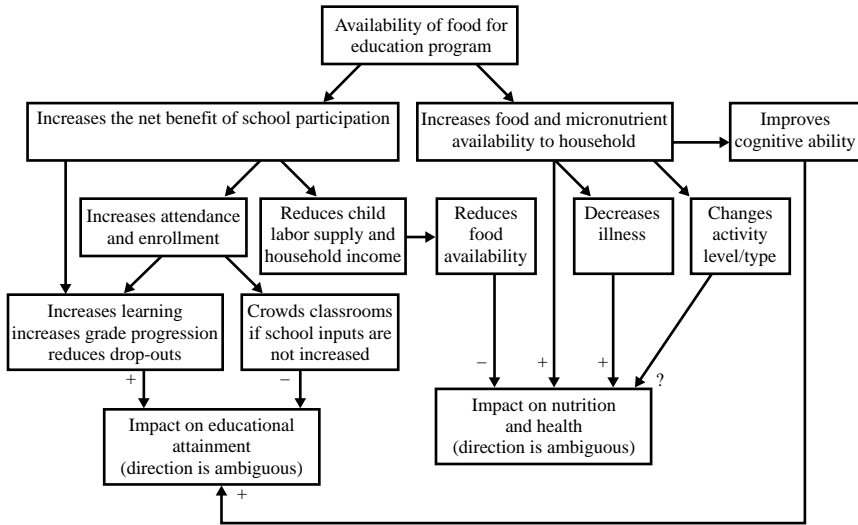 Availability of food for
education program
Increases the net benefit of school participation
Increases food and micronutrient
availability to household
Improves
cognitive ability
Increases attendance
and enrollment
Reduces child
labor supply and
household income
Reduces
food
availability
Decreases
illness
Changes
activity
level/type
Increases learning
increases grade progression
reduces drop-outs
Crowds classrooms
if school inputs are
not increased
+
–
–
+
+
?
Impact on educational
attainment
(direction is ambiguous)
Impact on nutrition
and health
(direction is ambiguous)
+